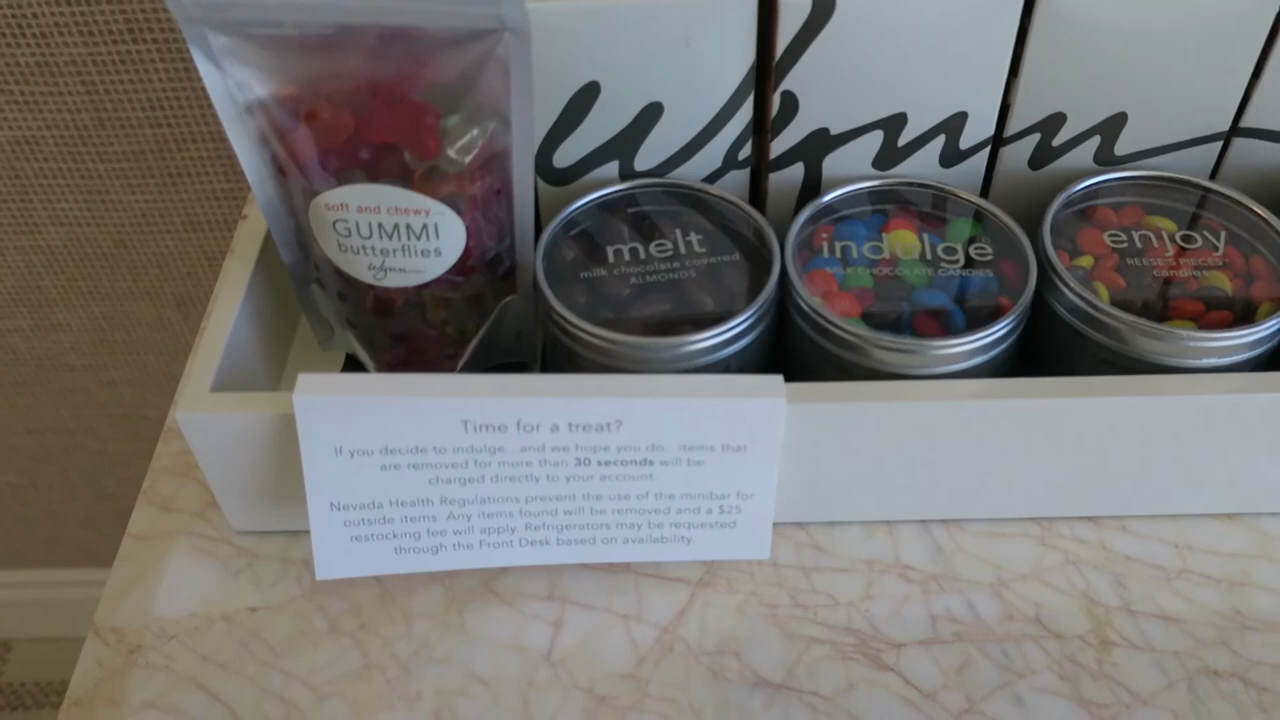 Wynn
soft and chewy...
GUMMI
butterflies
Wynn
melt
milk chocolate covered
ALMONDS
indulge
MILK CHOCOLATE CANDIES
enjoy
REESE'S PIECES
candies
Time for a treat?
If you decide to indulge...and we hope you do...items that
are removed for more than 30 seconds will be
charged directly to your account.
Nevada Health Regulations prevent the use of the minibar for
outside items. Any items found will be removed and a $25
restocking fee will apply. Refrigerators may be requested
through the Front Desk based on availability.